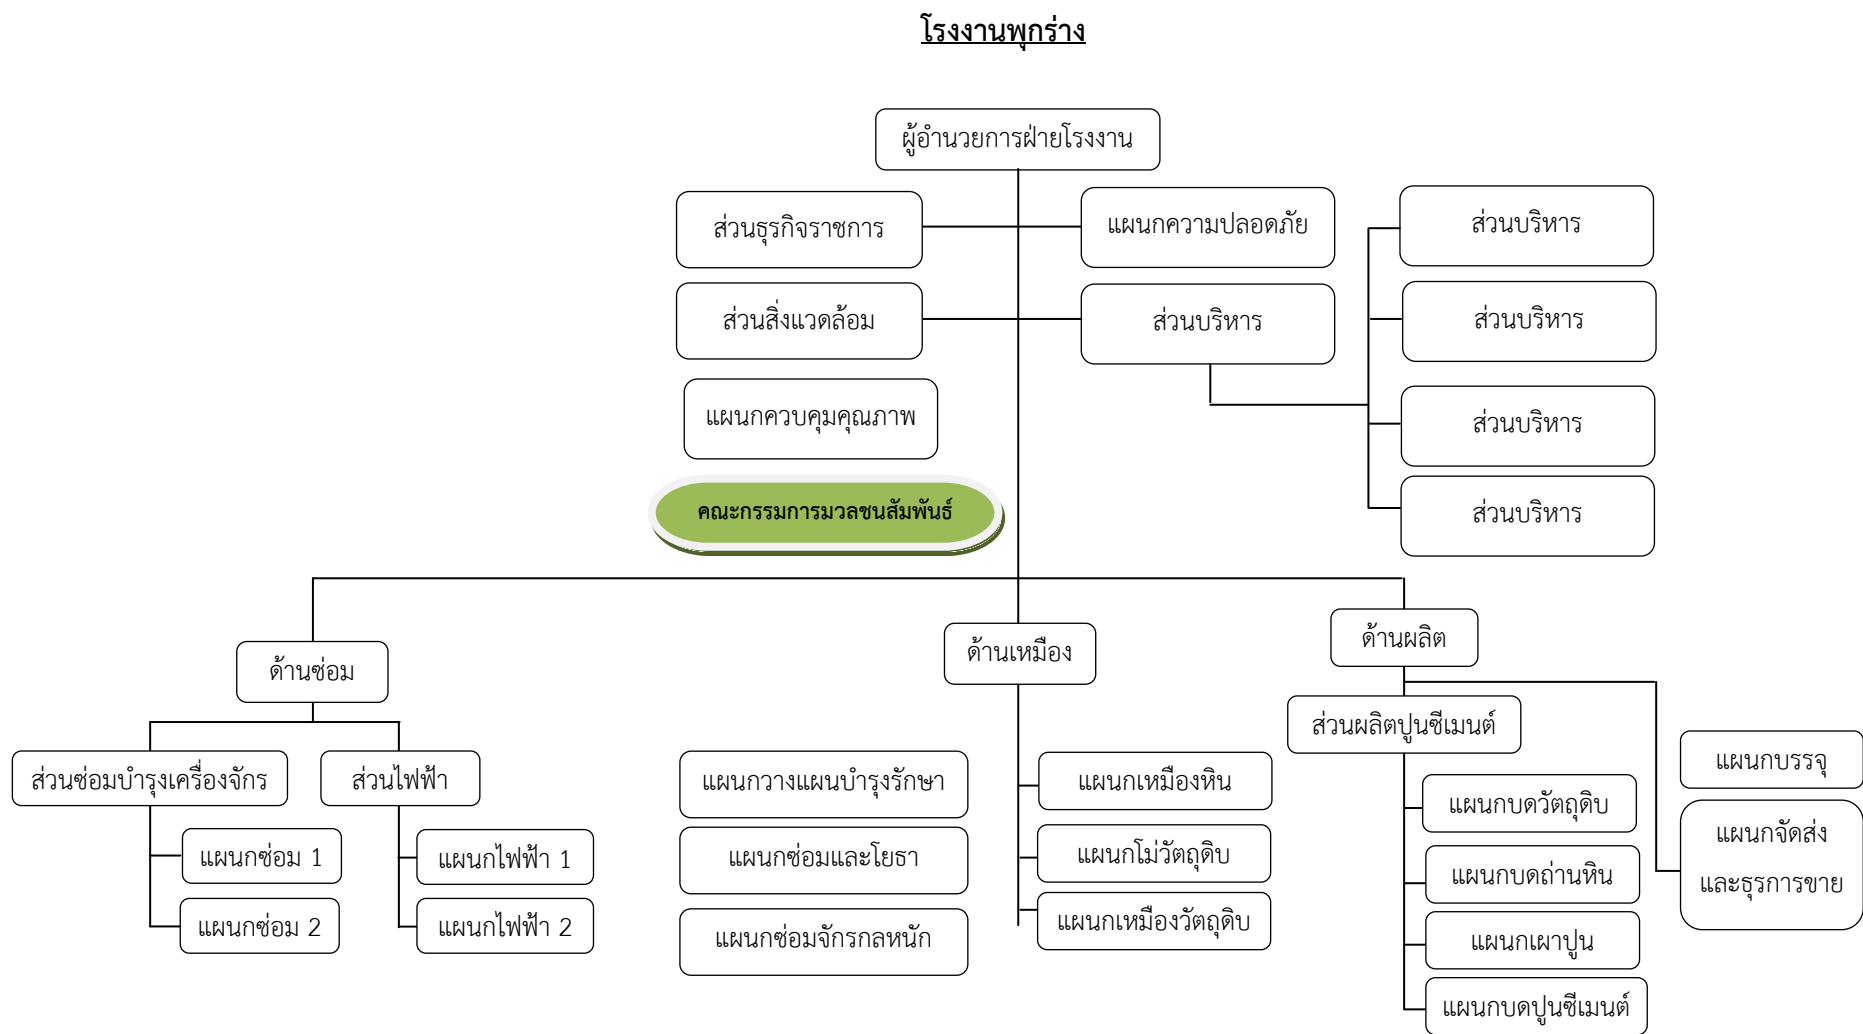 โรงงานพุกร่าง
ผู้อำนวยการฝ่ายโรงงาน
ส่วนธุรกิจราชการ
แผนกความปลอดภัย
ส่วนบริหาร
ส่วนสิ่งแวดล้อม
ส่วนบริหาร
ส่วนบริหาร
แผนกควบคุมคุณภาพ
ส่วนบริหาร
คณะกรรมการมวลชนสัมพันธ์
ส่วนบริหาร
ด้านซ่อม
ด้านเหมือง
ด้านผลิต
ส่วนซ่อมบำรุงเครื่องจักร
ส่วนไฟฟ้า
แผนกซ่อม 1
แผนกซ่อม 2
แผนกไฟฟ้า 1
แผนกไฟฟ้า 2
แผนกวางแผนบำรุงรักษา
แผนกซ่อมและโยธา
แผนกซ่อมจักรกลหนัก
แผนกเหมืองหิน
แผนกโม่วัตถุดิบ
แผนกเหมืองวัตถุดิบ
ส่วนผลิตปูนซีเมนต์
แผนกบดวัตถุดิบ
แผนกบดถ่านหิน
แผนกเผาปูน
แผนกบดปูนซีเมนต์
แผนกบรรจุ
แผนกจัดส่ง
และธุรการขาย